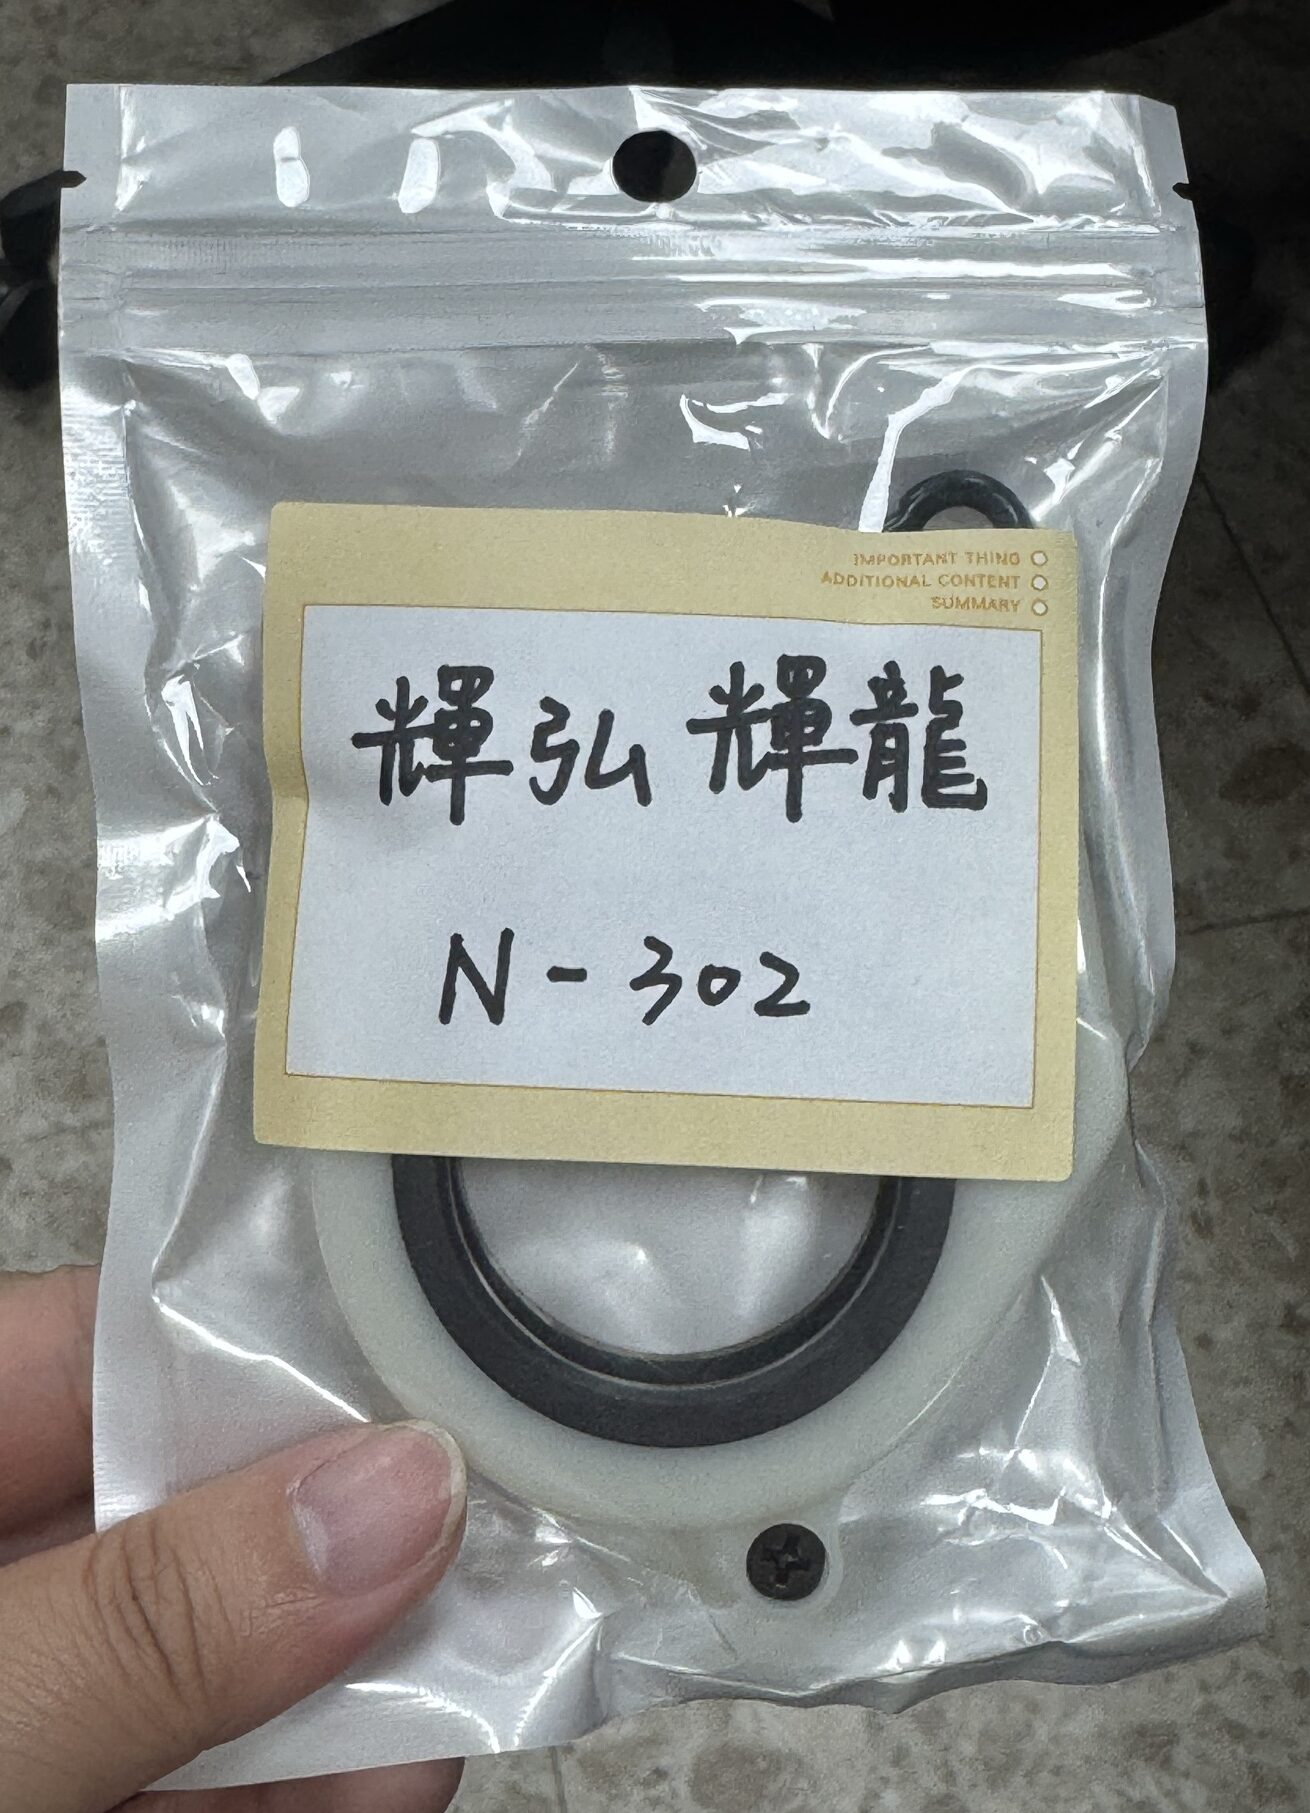 IMPORTANT THING
ADDITIONAL CONTENT
SUMMARY
輝弘 輝龍
N-302